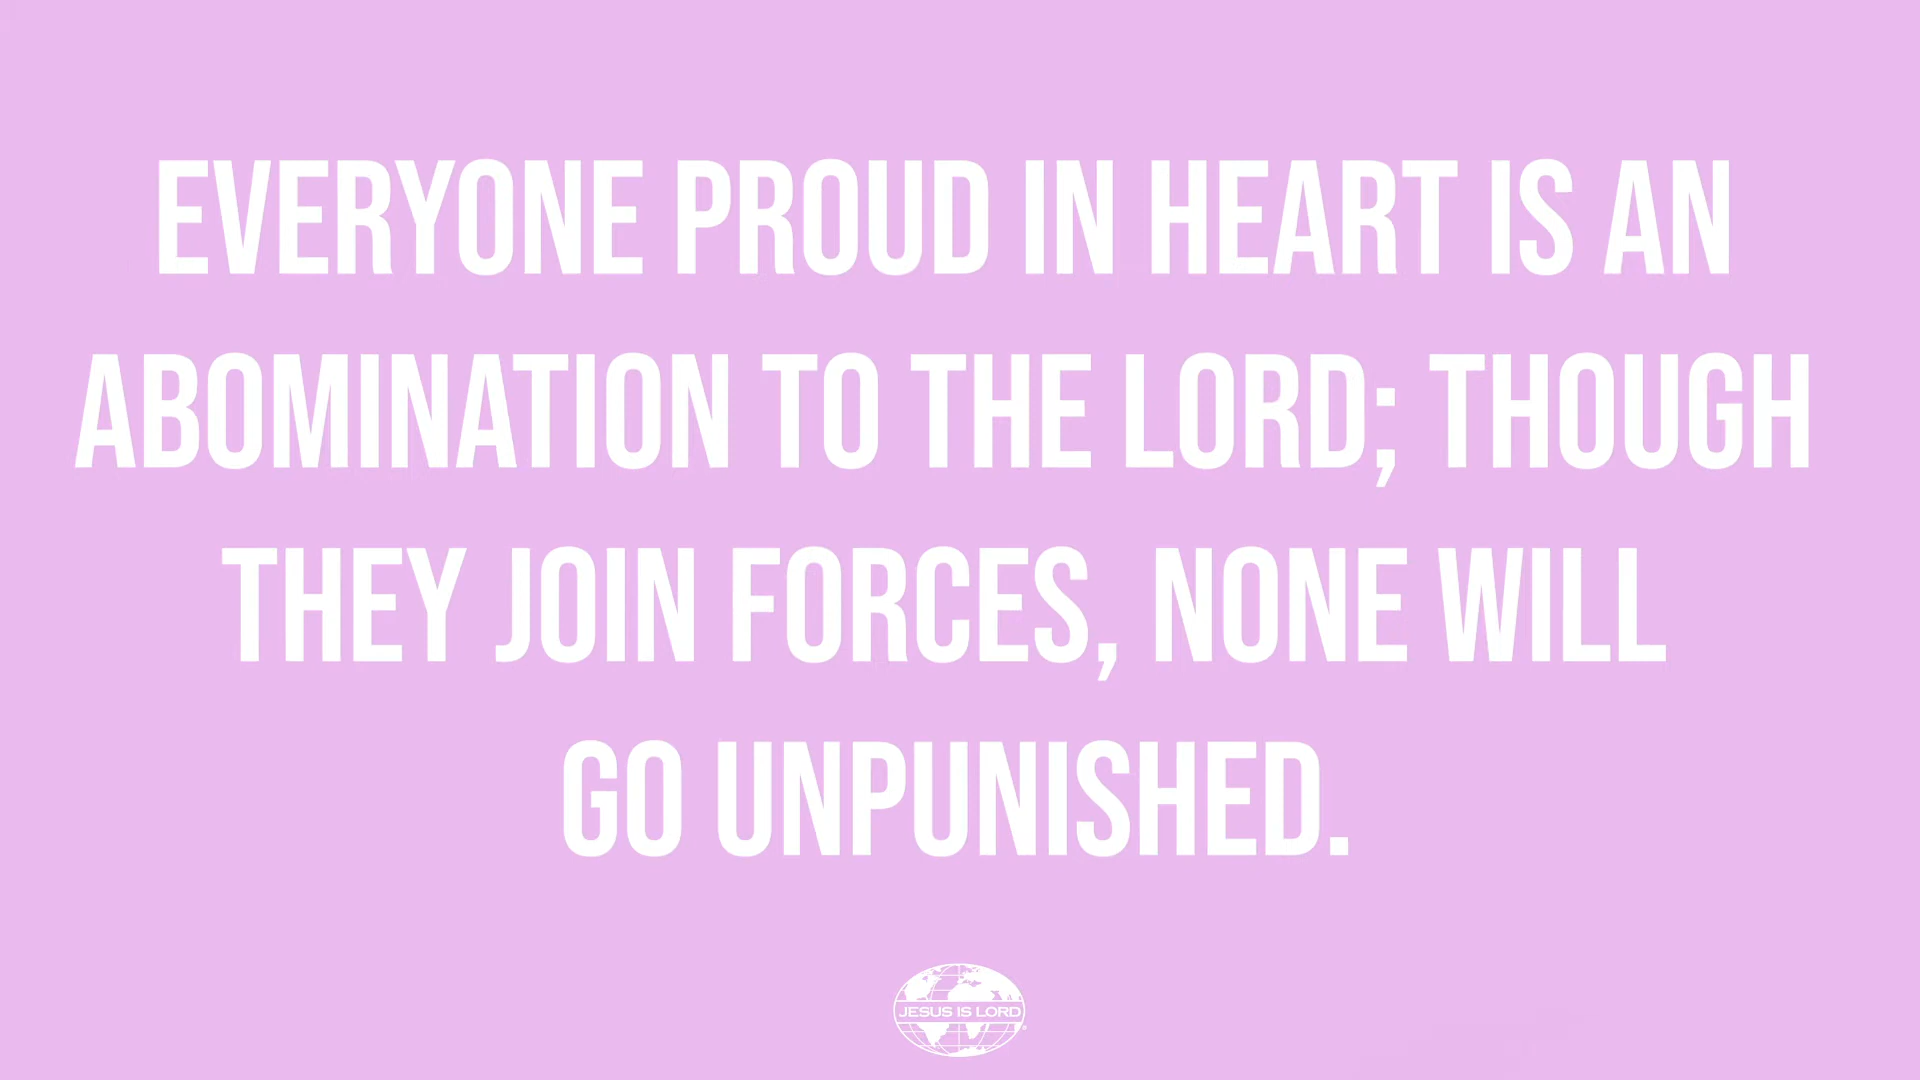 EVERYONE PROUD IN HEART IS AN
ABOMINATION TO THE LORD; THOUGH
THEY JOIN FORCES, NONE WILL
GO UNPUNISHED.
JESUS IS LORD